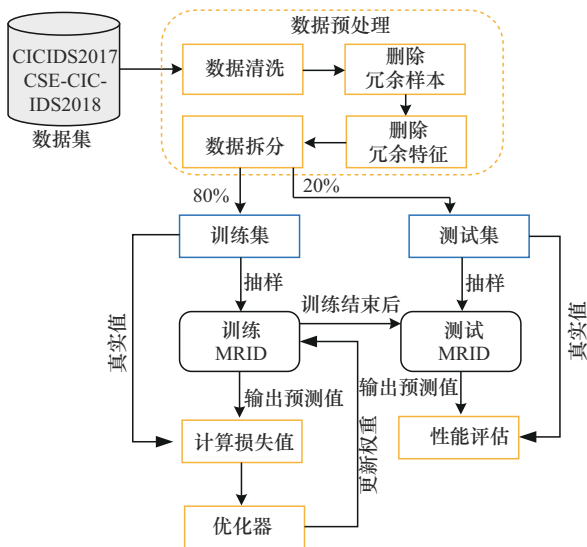 CICIDS2017
CSE-CIC-
IDS2018
数据集
数据预处理
数据清洗
删除
冗余样本
删除
冗余特征
数据拆分
80%
20%
训练集
测试集
抽样
抽样
真实值
训练
MRID
训练结束后
测试
MRID
真实值
输出预测值
输出预测值
计算损失值
更新权重
性能评估
优化器